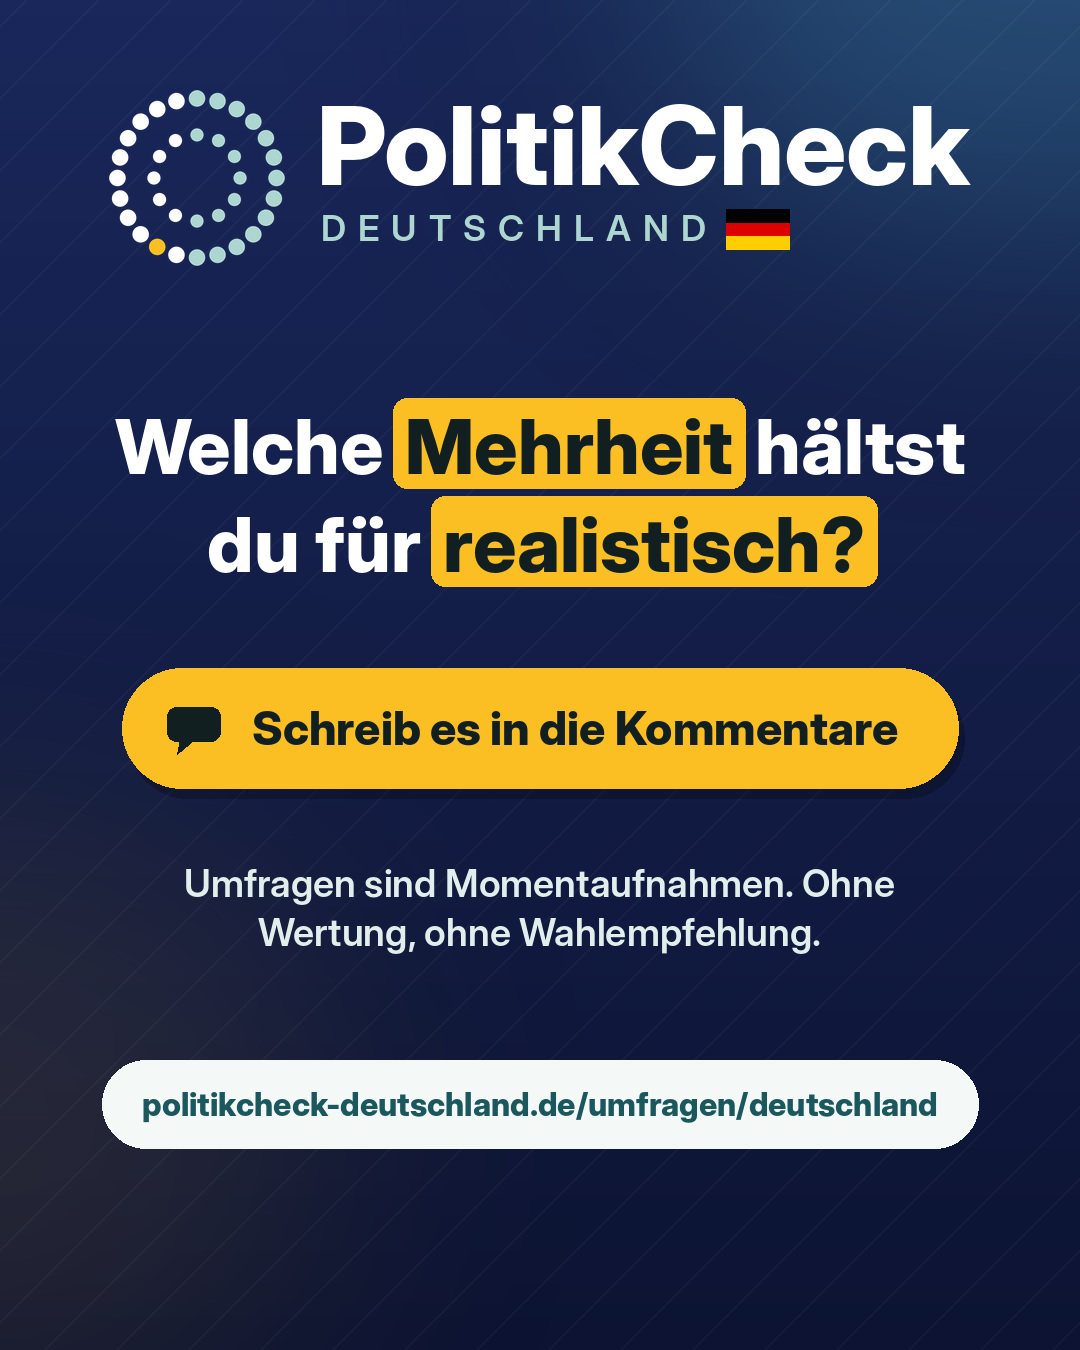 PolitikCheck
DEUTSCHLAND
Welche Mehrheit hältst
du für realistisch?
Schreib es in die Kommentare
Umfragen sind Momentaufnahmen. Ohne
Wertung, ohne Wahlempfehlung.
politikcheck-deutschland.de/umfragen/deutschland